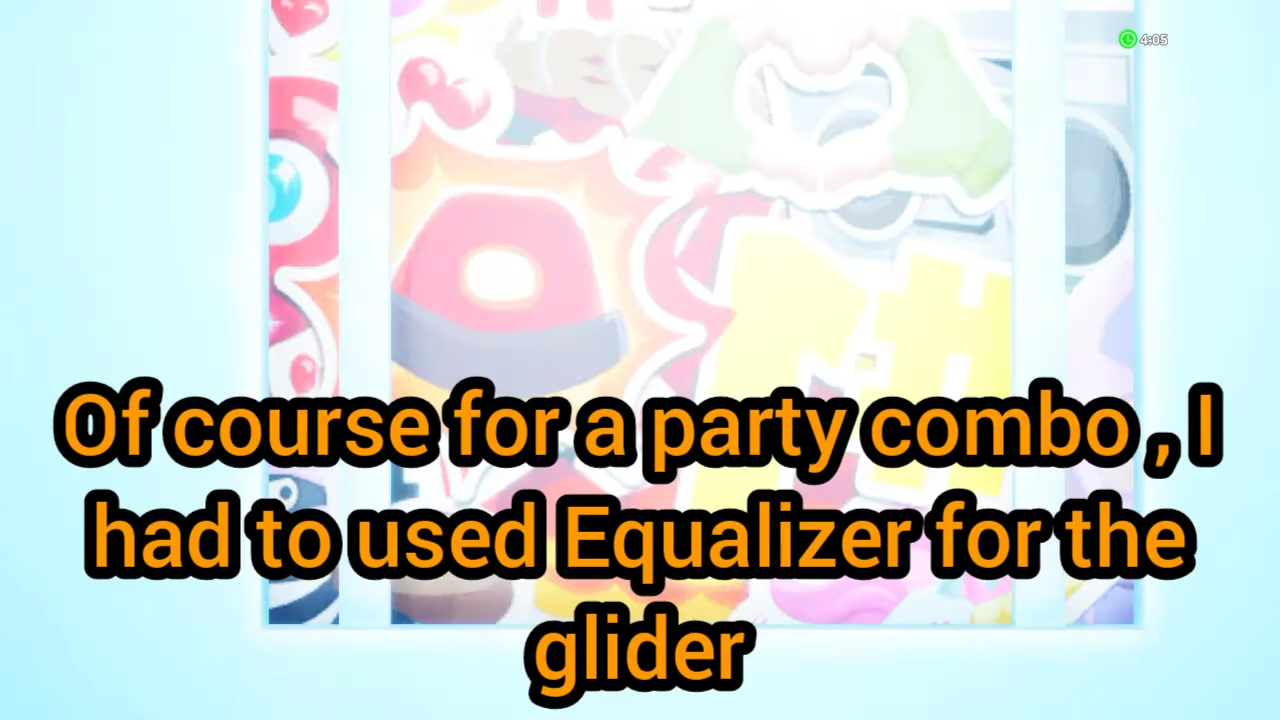 4:05
Of course for a party combo , I
had to used Equalizer for the
glider